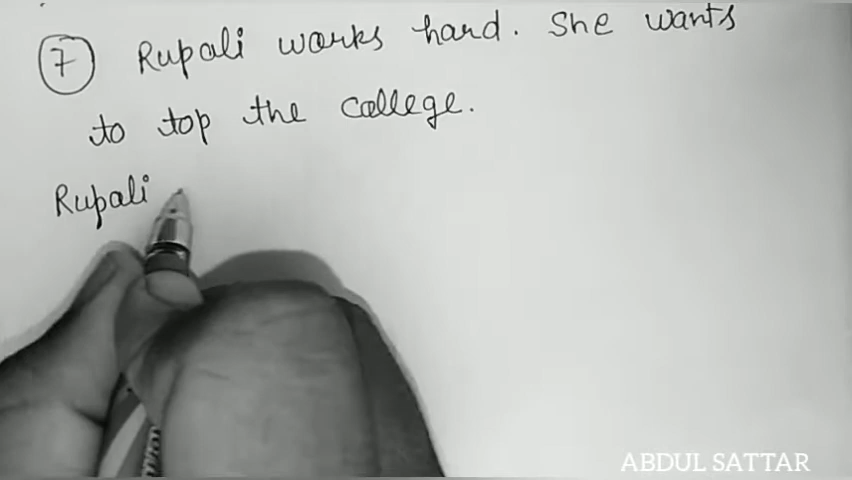 7 Rupali works hard. She wants
to top the college.
Rupali
ABDUL SATTAR